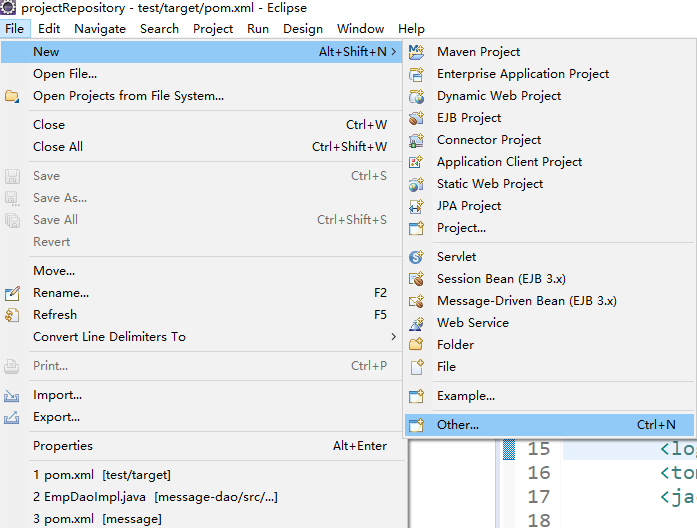 projectRepository - test/target/pom.xml - Eclipse
File Edit Navigate Search Project Run Design Window Help
New Alt+Shift+N
Open File...
Open Projects from File System...
Close Ctrl+W
Close All Ctrl+Shift+W
Save Ctrl+S
Save As...
Save All Ctrl+Shift+S
Revert
Move...
Rename... F2
Refresh F5
Convert Line Delimiters To
Print... Ctrl+P
Import...
Export...
Properties Alt+Enter
1 pom.xml [test/target]
2 EmpDaoImpl.java [message-dao/src/...]
3 pom.xml [message]
Maven Project
Enterprise Application Project
Dynamic Web Project
EJB Project
Connector Project
Application Client Project
Static Web Project
JPA Project
Project...
Servlet
Session Bean (EJB 3.x)
Message-Driven Bean (EJB 3.x)
Web Service
Folder
File
Example...
Other... Ctrl+N
15 <lo
16 <to
17 <ja
18